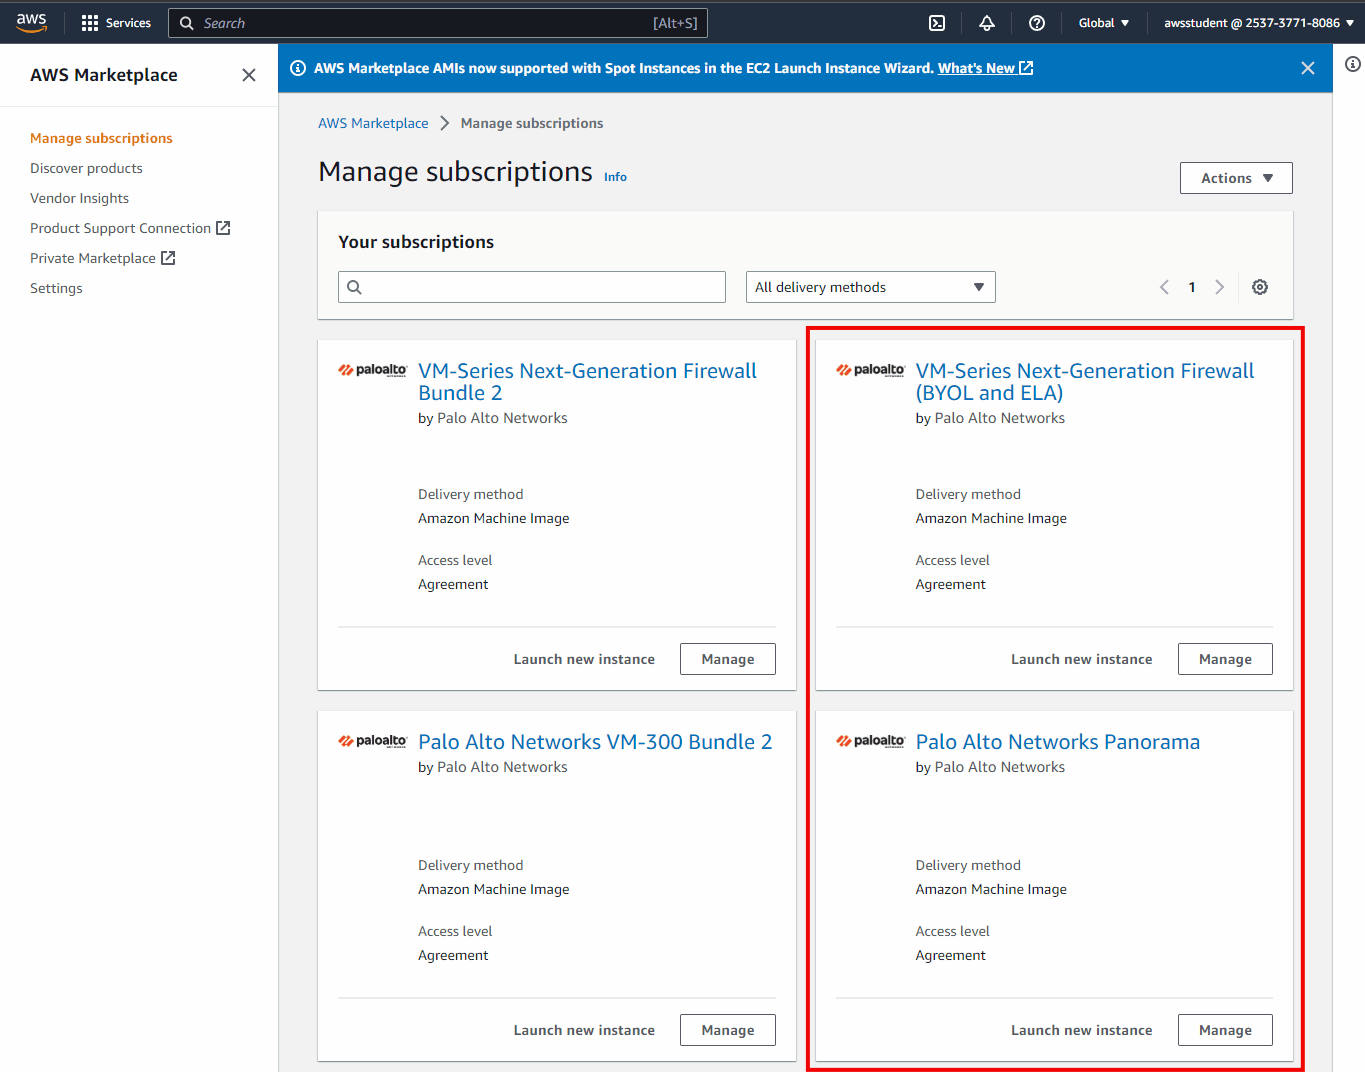 aws
Services
Search
[Alt+S]
Global
awsstudent @ 2537-3771-8086
AWS Marketplace
Manage subscriptions
Discover products
Vendor Insights
Product Support Connection
Private Marketplace
Settings
AWS Marketplace AMIs now supported with Spot Instances in the EC2 Launch Instance Wizard. What's New
AWS Marketplace > Manage subscriptions
Manage subscriptions Info
Actions
Your subscriptions
All delivery methods
1
paloalto
VM-Series Next-Generation Firewall
Bundle 2
by Palo Alto Networks
Delivery method
Amazon Machine Image
Access level
Agreement
Launch new instance
Manage
paloalto
VM-Series Next-Generation Firewall
(BYOL and ELA)
by Palo Alto Networks
Delivery method
Amazon Machine Image
Access level
Agreement
Launch new instance
Manage
paloalto
Palo Alto Networks VM-300 Bundle 2
by Palo Alto Networks
Delivery method
Amazon Machine Image
Access level
Agreement
Launch new instance
Manage
paloalto
Palo Alto Networks Panorama
by Palo Alto Networks
Delivery method
Amazon Machine Image
Access level
Agreement
Launch new instance
Manage